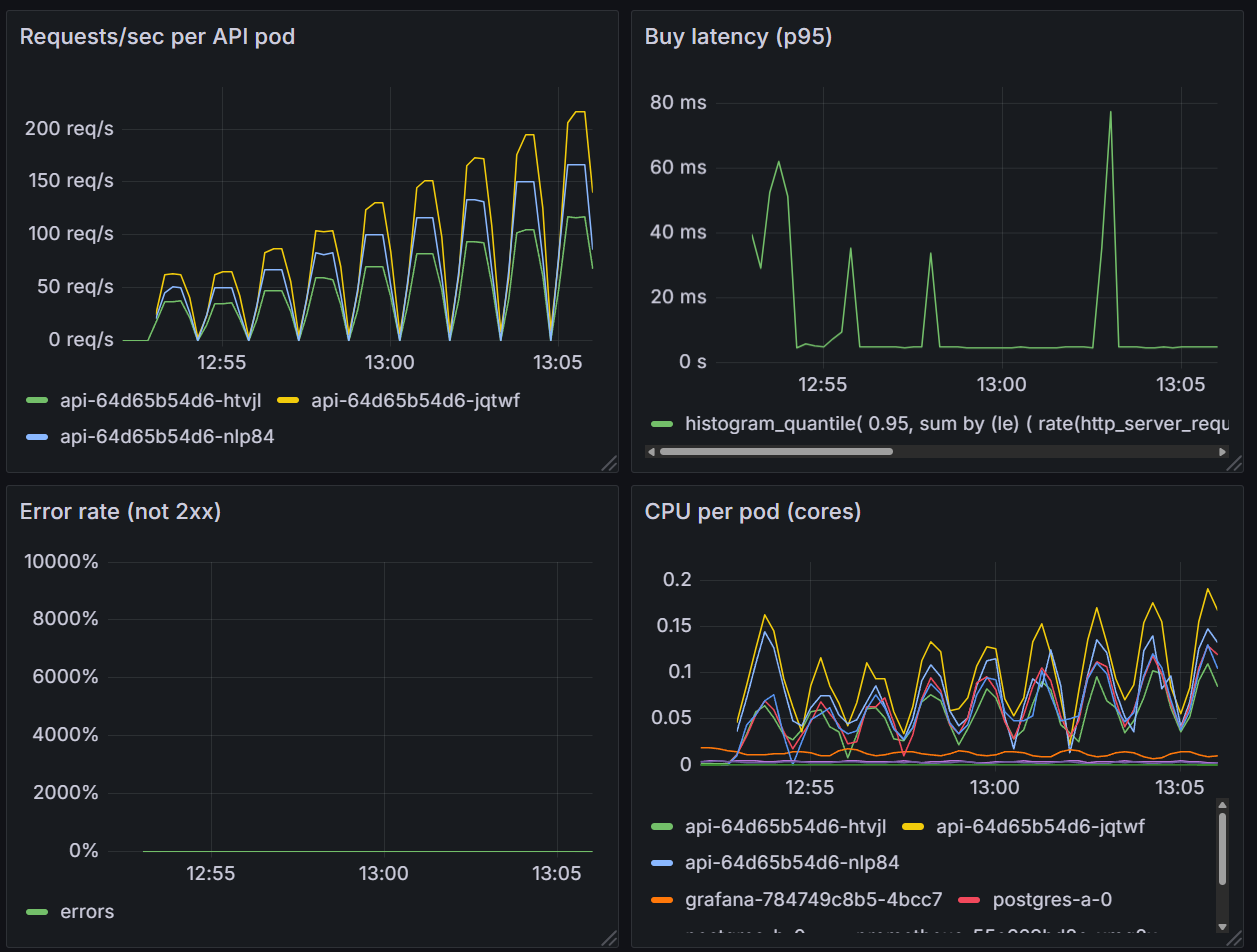 Requests/sec per API pod
200 req/s
150 req/s
100 req/s
50 req/s
0 req/s
12:55 13:00 13:05
api-64d65b54d6-htvjl api-64d65b54d6-jqtwf
api-64d65b54d6-nlp84
Buy latency (p95)
80 ms
60 ms
40 ms
20 ms
0 s
12:55 13:00 13:05
histogram_quantile( 0.95, sum by (le) ( rate(http_server_requ
Error rate (not 2xx)
10000%
8000%
6000%
4000%
2000%
0%
12:55 13:00 13:05
errors
CPU per pod (cores)
0.2
0.15
0.1
0.05
0
12:55 13:00 13:05
api-64d65b54d6-htvjl api-64d65b54d6-jqtwf
api-64d65b54d6-nlp84
grafana-784749c8b5-4bcc7 postgres-a-0